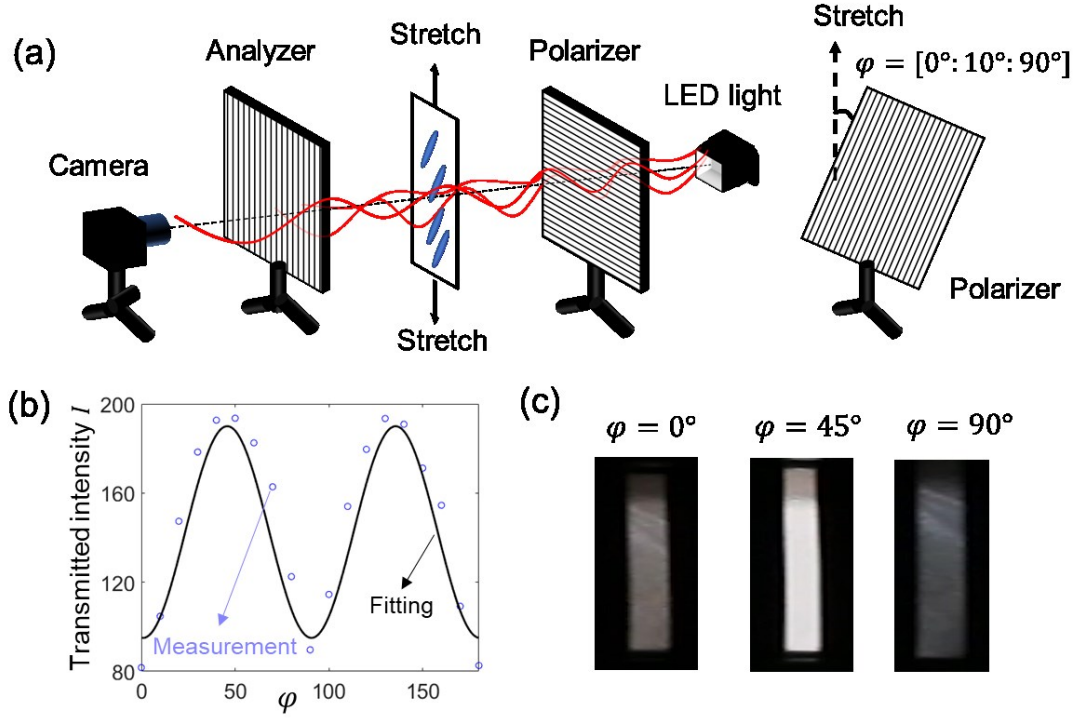 (a)
Analyzer
Stretch
Polarizer
LED light
Camera
Stretch
Stretch
φ = [0°: 10°: 90°]
Polarizer
(b)
Transmitted intensity I
200
160
120
80
0
50
100
150
φ
Measurement
Fitting
(c)
φ = 0°
φ = 45°
φ = 90°